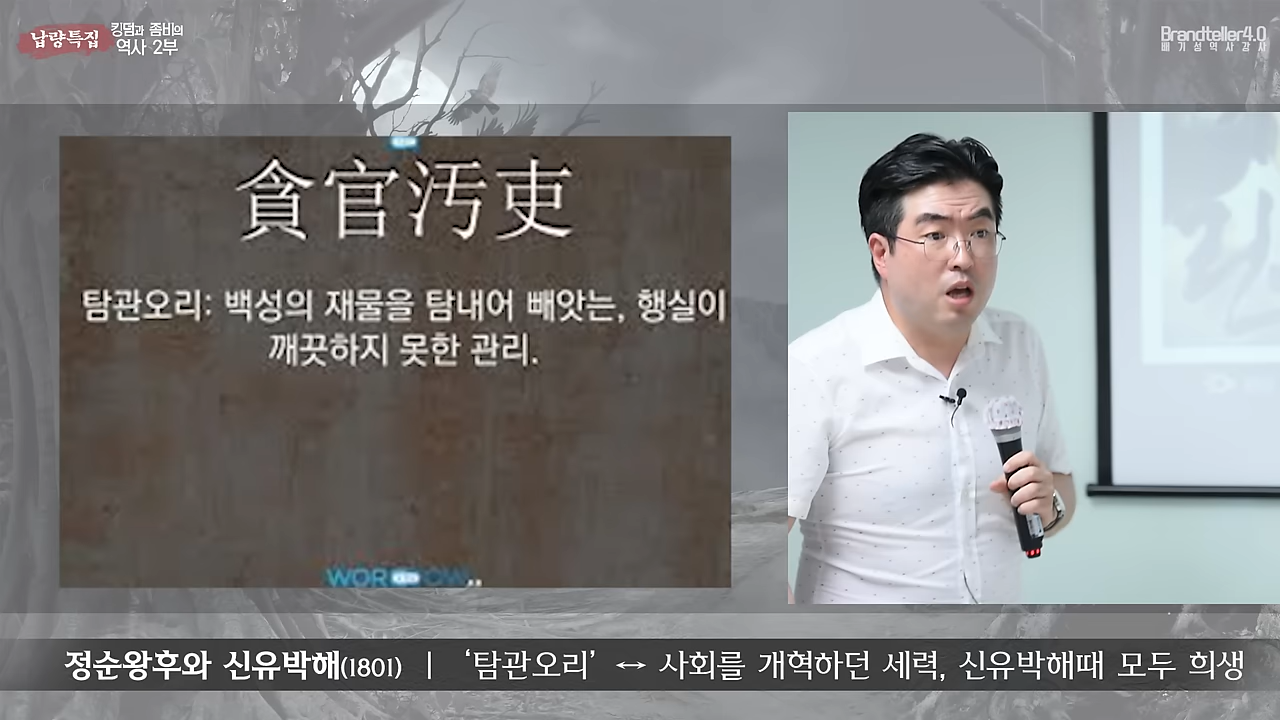 납량특집
킹덤과 좀비의
역사 2부
Brandteller4.0
배기성역사강사
貪官汚吏
탐관오리: 백성의 재물을 탐내어 빼앗는, 행실이
깨끗하지 못한 관리.
정순왕후와 신유박해(1801) | ‘탐관오리’ ↔ 사회를 개혁하던 세력, 신유박해때 모두 희생